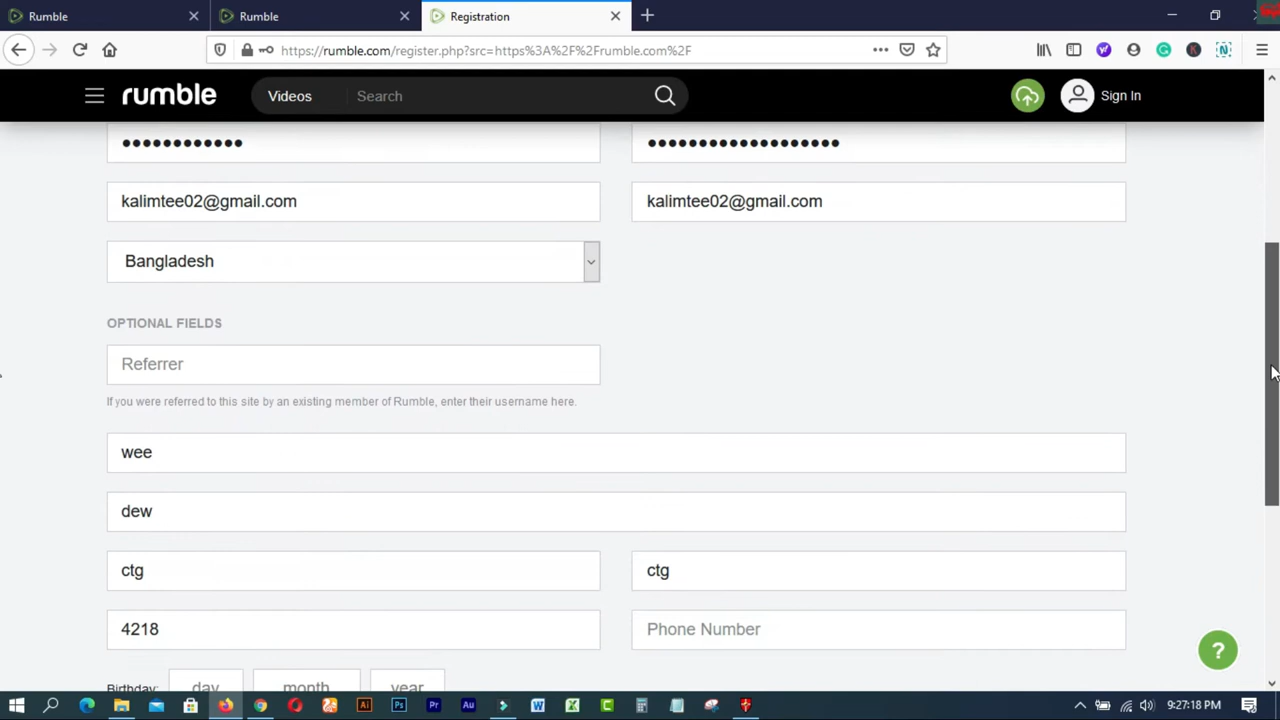 Rumble
Rumble
Registration
https://rumble.com/register.php?src=https%3A%2F%2Frumble.com%2F
rumble
Videos
Search
Sign In
••••••••••••
•••••••••••••••••••
kalimtee02@gmail.com
kalimtee02@gmail.com
Bangladesh
OPTIONAL FIELDS
Referrer
If you were referred to this site by an existing member of Rumble, enter their username here.
wee
dew
ctg
ctg
4218
Phone Number
Birthday:
day
month
year
?
9:27:18 PM